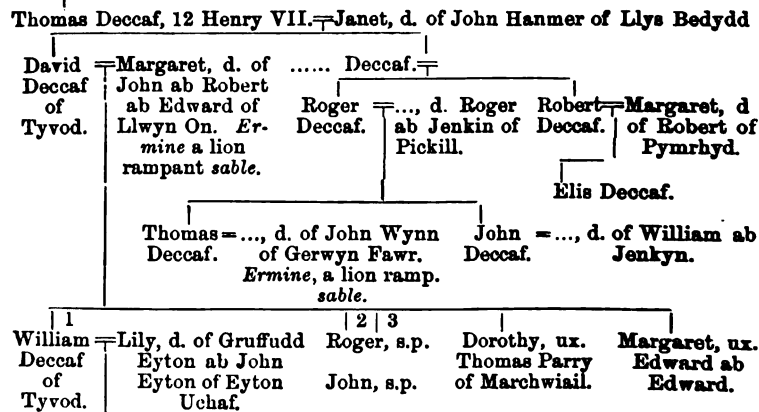 Thomas Deccaf, 12 Henry VII.=Janet, d. of John Hanmer of Llys Bedydd
David =Margaret, d. of ...... Deccaf.=
Deccaf John ab Robert
of ab Edward of Roger =..., d. Roger Robert=Margaret, d
Tyvod. Llwyn On. Er- Deccaf. ab Jenkin of Deccaf. of Robert of
mine a lion Pickill. Pymrhyd.
rampant sable.
Elis Deccaf.
Thomas=..., d. of John Wynn John =..., d. of William ab
Deccaf. of Gerwyn Fawr. Deccaf. Jenkyn.
Ermine, a lion ramp.
sable.
1 2 3
William =Lily, d. of Gruffudd Roger, s.p. Dorothy, ux. Margaret, ux.
Deccaf Eyton ab John Thomas Parry Edward ab
of Eyton of Eyton John, s.p. of Marchwiail. Edward.
Tyvod. Uchaf.